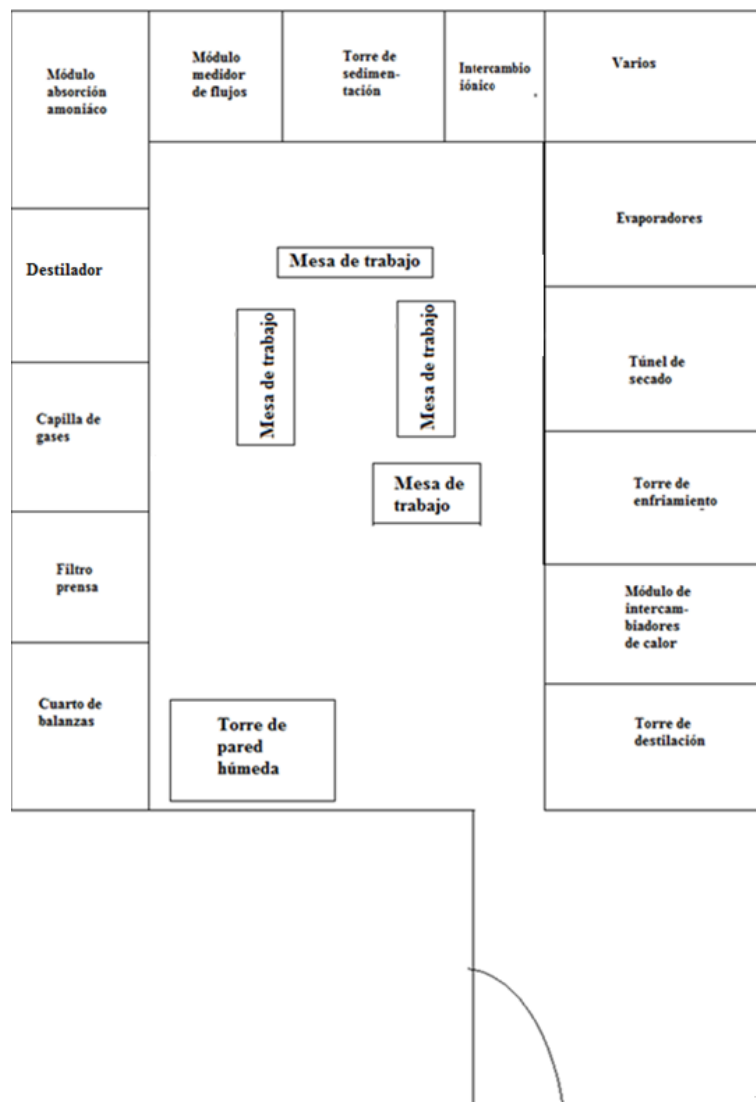 Módulo
absorción
amoniáco
Módulo
medidor
de flujos
Torre de
sedimen-
tación
Intercambio
iónico
Varios
Destilador
Evaporadores
Mesa de trabajo
Mesa de trabajo
Mesa de trabajo
Túnel de
secado
Capilla de
gases
Mesa de
trabajo
Torre de
enfriamiento
Filtro
prensa
Módulo de
intercam-
biadores
de calor
Cuarto de
balanzas
Torre de
pared
húmeda
Torre de
destilación